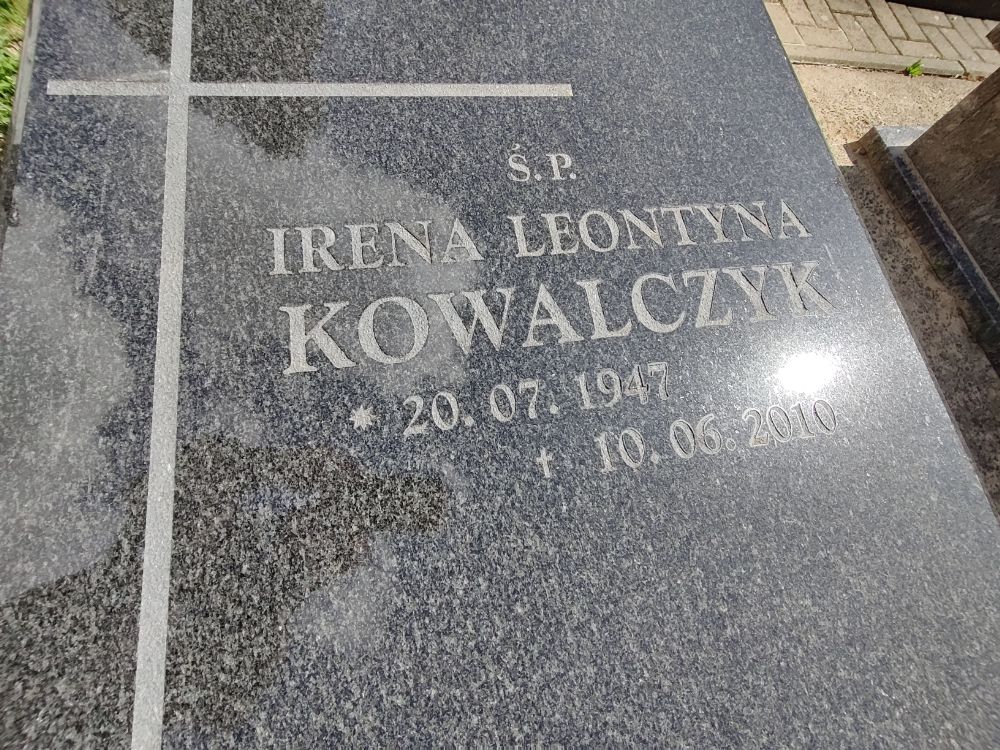 Ś. P.
IRENA LEONTYNA
KOWALCZYK
* 20. 07. 1947
† 10. 06. 2010